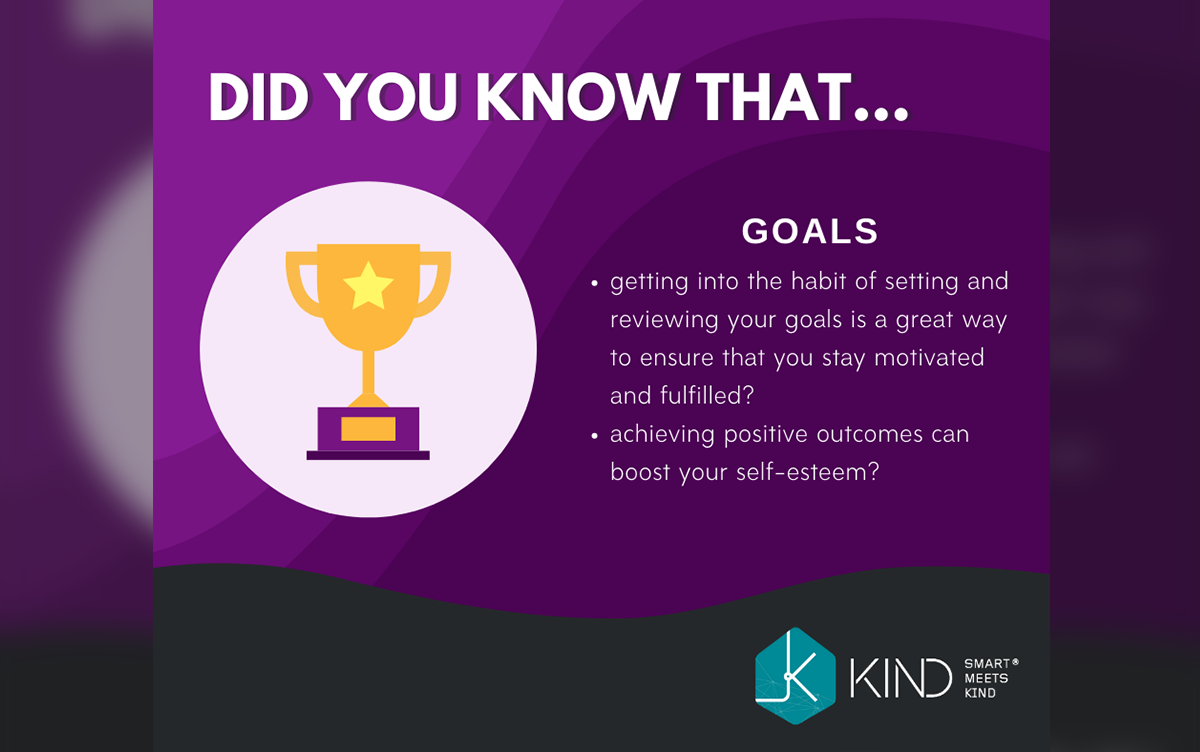 DID YOU KNOW THAT...
GOALS
• getting into the habit of setting and
reviewing your goals is a great way
to ensure that you stay motivated
and fulfilled?
• achieving positive outcomes can
boost your self-esteem?
KIND
SMART®
MEETS
KIND